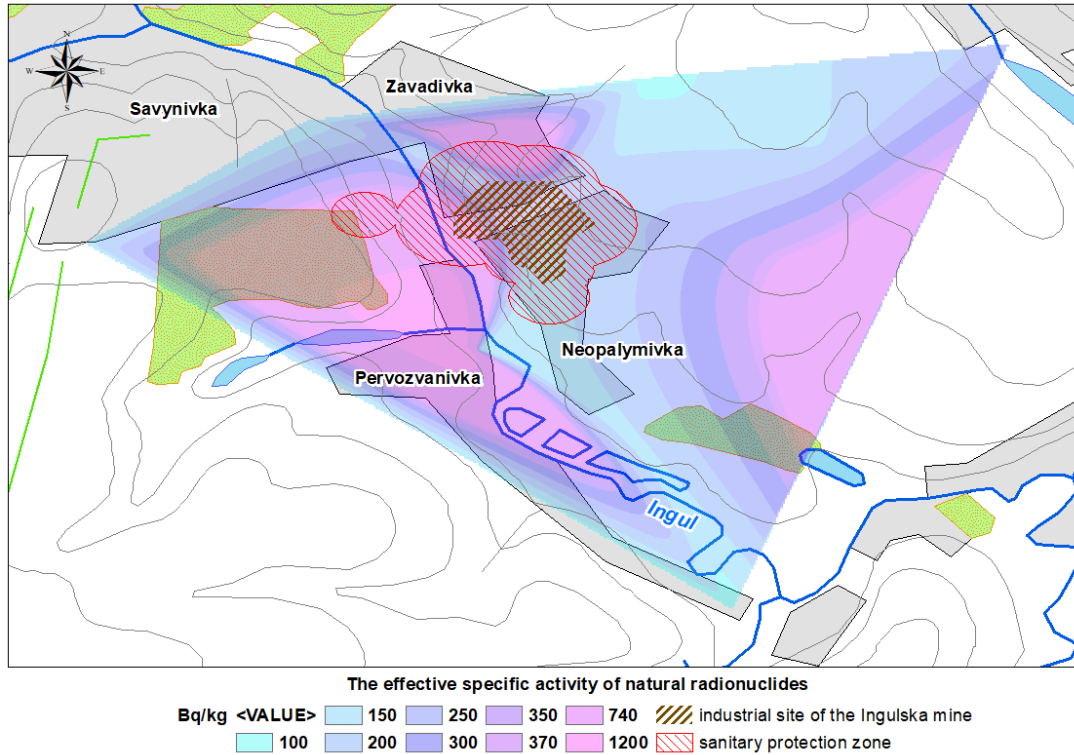 N
W E
S
Savynivka
Zavadivka
Neopalymivka
Pervozvanivka
Ingul
The effective specific activity of natural radionuclides
Bq/kg <VALUE> 150 250 350 740 industrial site of the Ingulska mine
100 200 300 370 1200 sanitary protection zone